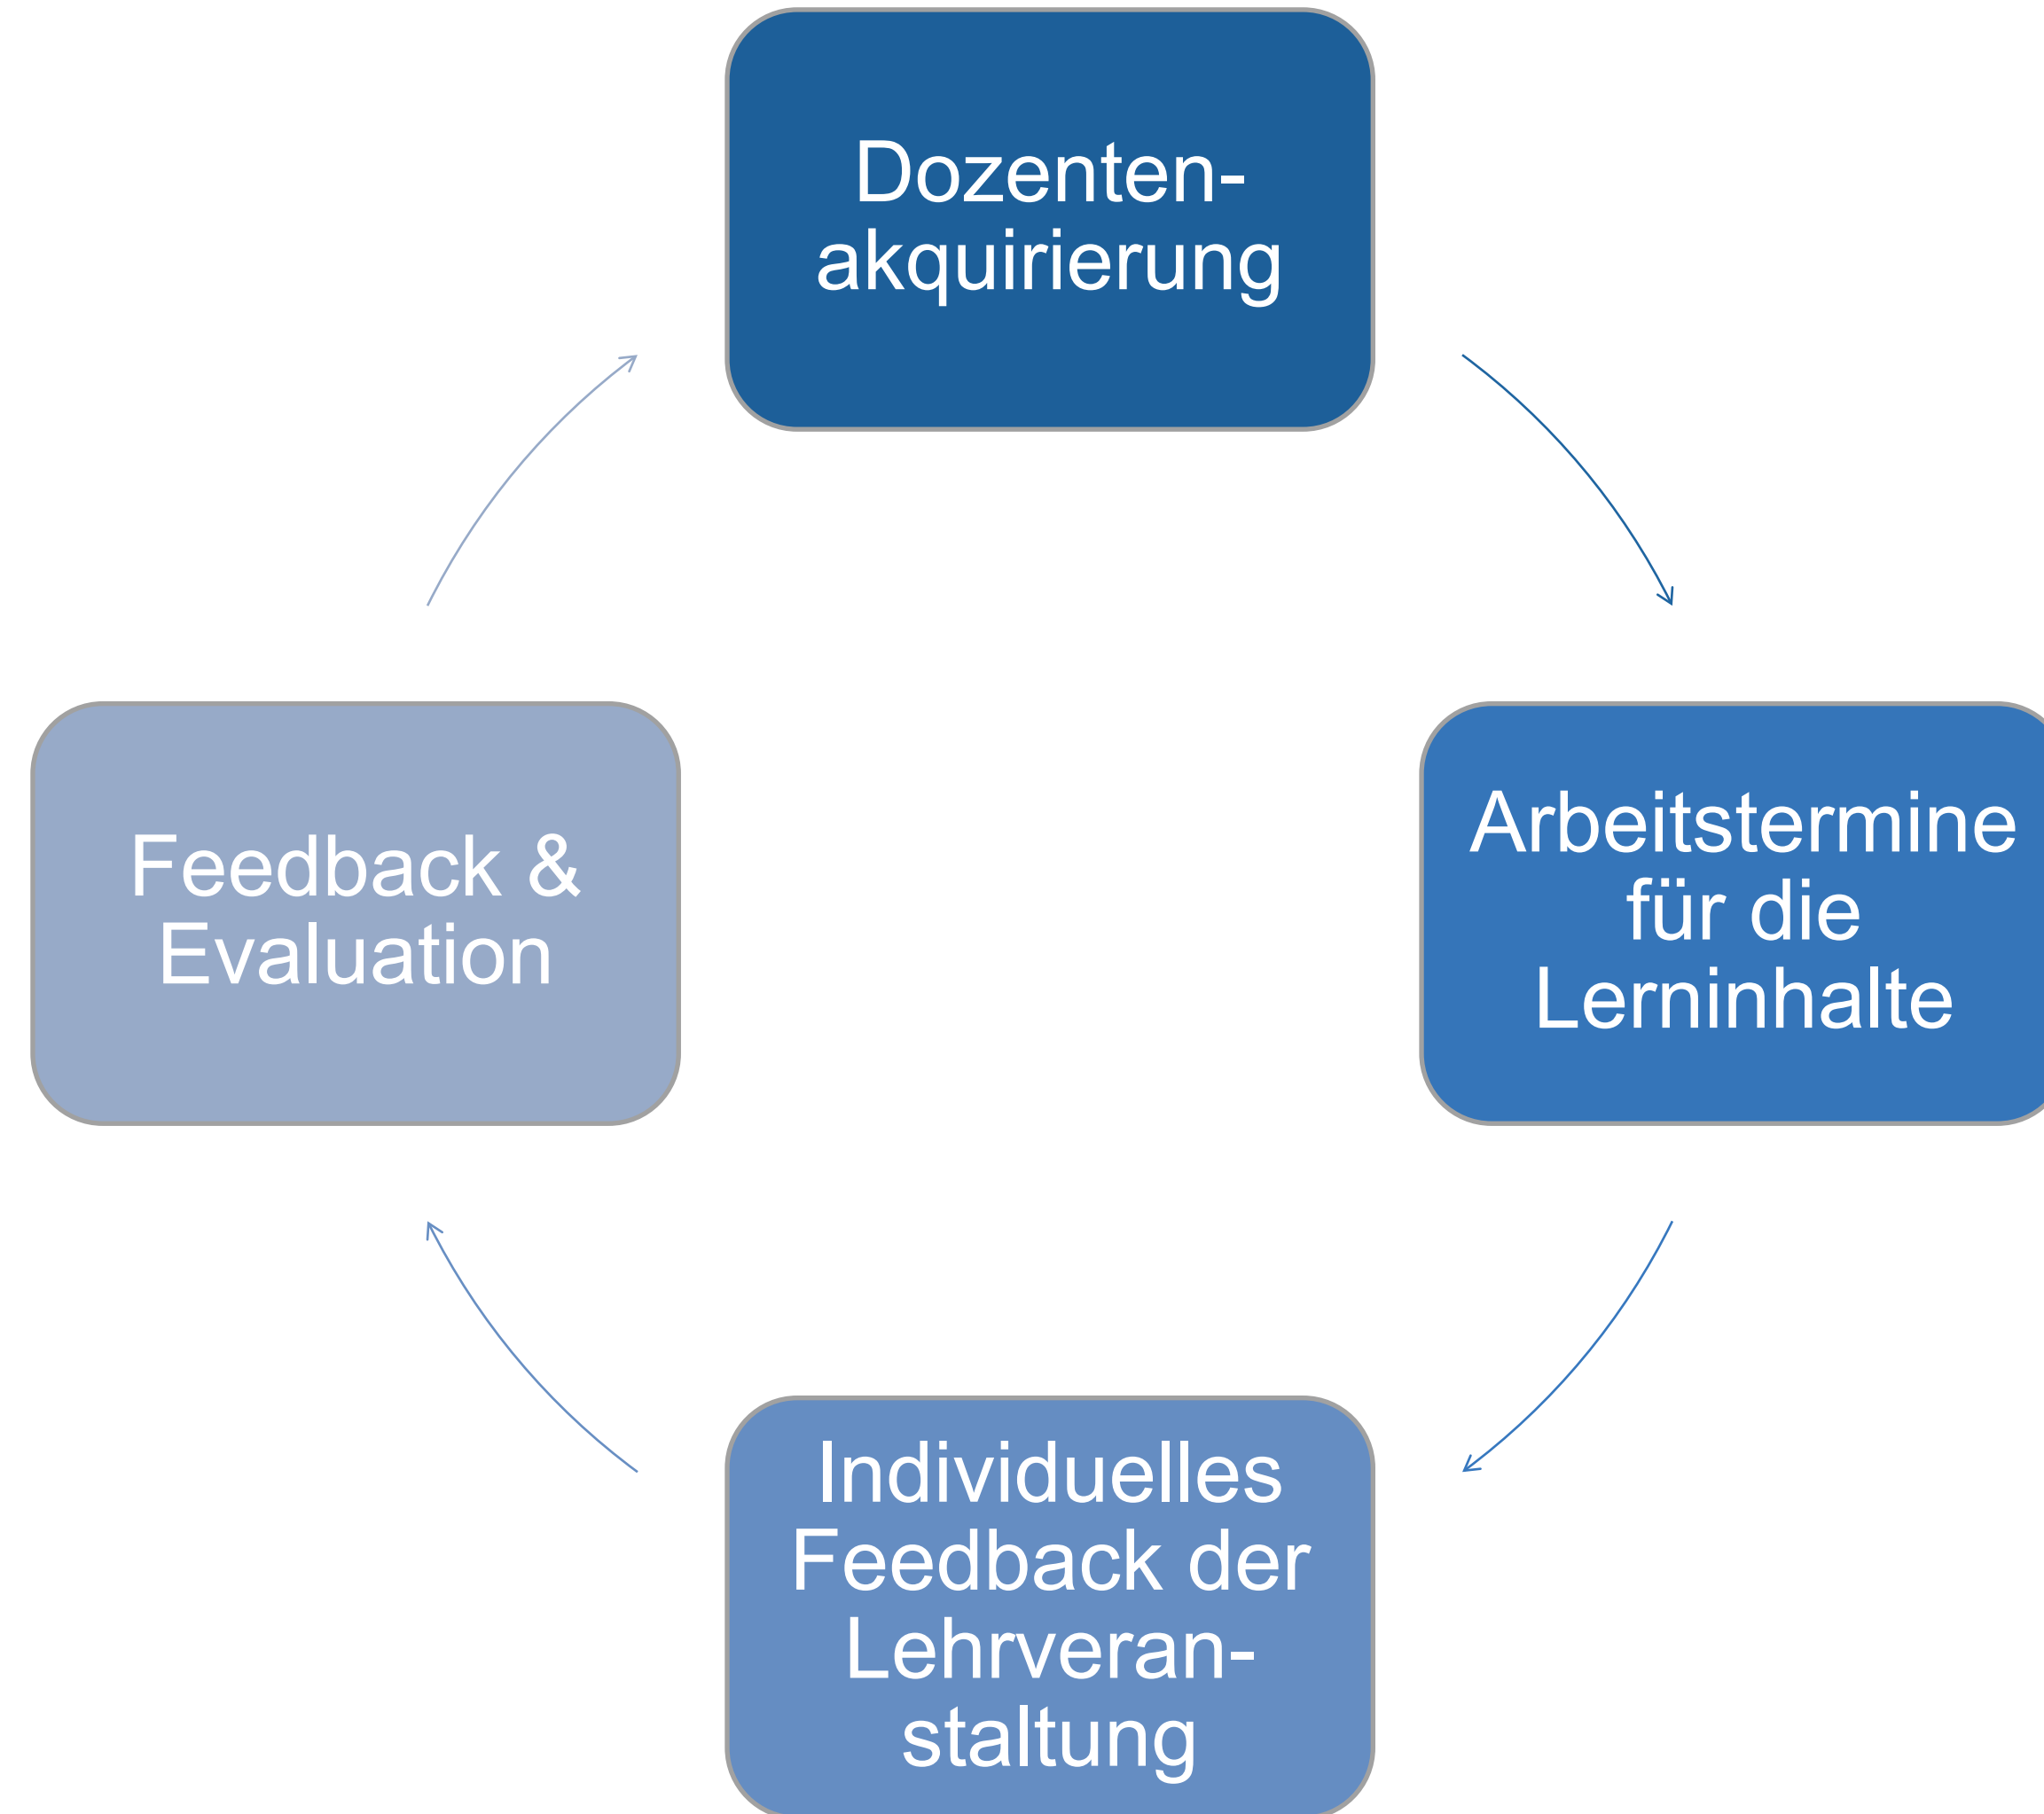 Dozenten-
akquirierung
Arbeitstermine
für die
Lerninhalte
Individuelles
Feedback der
Lehrveran-
staltung
Feedback &
Evaluation